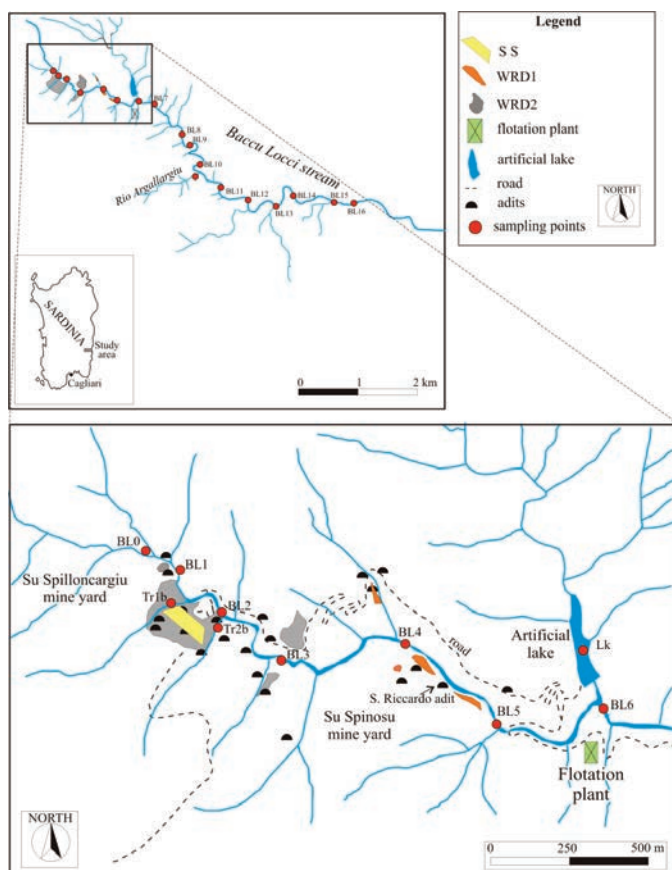 Legend
S S
WRD1
WRD2
flotation plant
artificial lake
road
adits
sampling points
NORTH
BL7
BL8
BL9
BL10
Baccu Locci stream
Rio Argallargiu
BL11
BL12
BL13
BL14
BL15
BL16
SARDINIA
Study
area
Cagliari
0 1 2 km
BL0
BL1
Su Spilloncargiu
mine yard
Tr1b
BL2
Tr2b
BL3
BL4
road
Artificial
lake
Lk
S. Riccardo adit
Su Spinosu
mine yard
BL5
BL6
Flotation
plant
NORTH
0 250 500 m